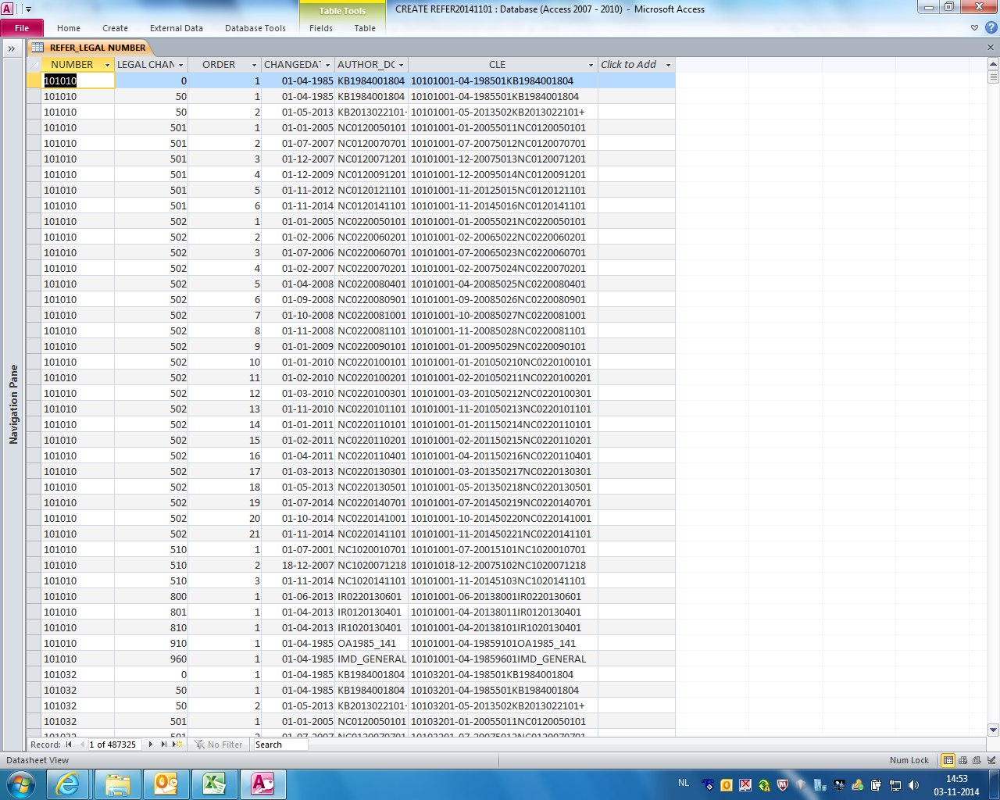 CREATE REFER20141101 : Database (Access 2007 - 2010) - Microsoft Access
Table Tools
File Home Create External Data Database Tools Fields Table
REFER_LEGAL NUMBER
NUMBER LEGAL CHAN ORDER CHANGEDAT AUTHOR_DO CLE Click to Add
101010 0 1 01-04-1985 KB1984001804 10101001-04-198501KB1984001804
101010 50 1 01-04-1985 KB1984001804 10101001-04-1985501KB1984001804
101010 50 2 01-05-2013 KB2013022101+ 10101001-05-2013502KB2013022101+
101010 501 1 01-01-2005 NC0120050101 10101001-01-20055011NC0120050101
101010 501 2 01-07-2007 NC0120070701 10101001-07-20075012NC0120070701
101010 501 3 01-12-2007 NC0120071201 10101001-12-20075013NC0120071201
101010 501 4 01-12-2009 NC0120091201 10101001-12-20095014NC0120091201
101010 501 5 01-11-2012 NC0120121101 10101001-11-20125015NC0120121101
101010 501 6 01-11-2014 NC0120141101 10101001-11-20145016NC0120141101
101010 502 1 01-01-2005 NC0220050101 10101001-01-20055021NC0220050101
101010 502 2 01-02-2006 NC0220060201 10101001-02-20065022NC0220060201
101010 502 3 01-07-2006 NC0220060701 10101001-07-20065023NC0220060701
101010 502 4 01-02-2007 NC0220070201 10101001-02-20075024NC0220070201
101010 502 5 01-04-2008 NC0220080401 10101001-04-20085025NC0220080401
101010 502 6 01-09-2008 NC0220080901 10101001-09-20085026NC0220080901
101010 502 7 01-10-2008 NC0220081001 10101001-10-20085027NC0220081001
101010 502 8 01-11-2008 NC0220081101 10101001-11-20085028NC0220081101
101010 502 9 01-01-2009 NC0220090101 10101001-01-20095029NC0220090101
101010 502 10 01-01-2010 NC0220100101 10101001-01-201050210NC0220100101
101010 502 11 01-02-2010 NC0220100201 10101001-02-201050211NC0220100201
101010 502 12 01-03-2010 NC0220100301 10101001-03-201050212NC0220100301
101010 502 13 01-11-2010 NC0220101101 10101001-11-201050213NC0220101101
101010 502 14 01-01-2011 NC0220110101 10101001-01-201150214NC0220110101
101010 502 15 01-02-2011 NC0220110201 10101001-02-201150215NC0220110201
101010 502 16 01-04-2011 NC0220110401 10101001-04-201150216NC0220110401
101010 502 17 01-03-2013 NC0220130301 10101001-03-201350217NC0220130301
101010 502 18 01-05-2013 NC0220130501 10101001-05-201350218NC0220130501
101010 502 19 01-07-2014 NC0220140701 10101001-07-201450219NC0220140701
101010 502 20 01-10-2014 NC0220141001 10101001-10-201450220NC0220141001
101010 502 21 01-11-2014 NC0220141101 10101001-11-201450221NC0220141101
101010 510 1 01-07-2001 NC1020010701 10101001-07-20015101NC1020010701
101010 510 2 18-12-2007 NC1020071218 10101018-12-20075102NC1020071218
101010 510 3 01-11-2014 NC1020141101 10101001-11-20145103NC1020141101
101010 800 1 01-06-2013 IR0220130601 10101001-06-20138001IR0220130601
101010 801 1 01-04-2013 IR0120130401 10101001-04-20138011IR0120130401
101010 810 1 01-04-2013 IR1020130401 10101001-04-20138101IR1020130401
101010 910 1 01-04-1985 OA1985_141 10101001-04-19859101OA1985_141
101010 960 1 01-04-1985 IMD_GENERAL 10101001-04-19859601IMD_GENERAL
101032 0 1 01-04-1985 KB1984001804 10103201-04-198501KB1984001804
101032 50 1 01-04-1985 KB1984001804 10103201-04-1985501KB1984001804
101032 50 2 01-05-2013 KB2013022101+ 10103201-05-2013502KB2013022101+
101032 501 1 01-01-2005 NC0120050101 10103201-01-20055011NC0120050101
101032 501 2 01-07-2007 NC0120070701 10103201-07-20075012NC0120070701
Navigation Pane
Record: 1 of 487325 No Filter Search
Datasheet View Num Lock
NL 14:53
03-11-2014